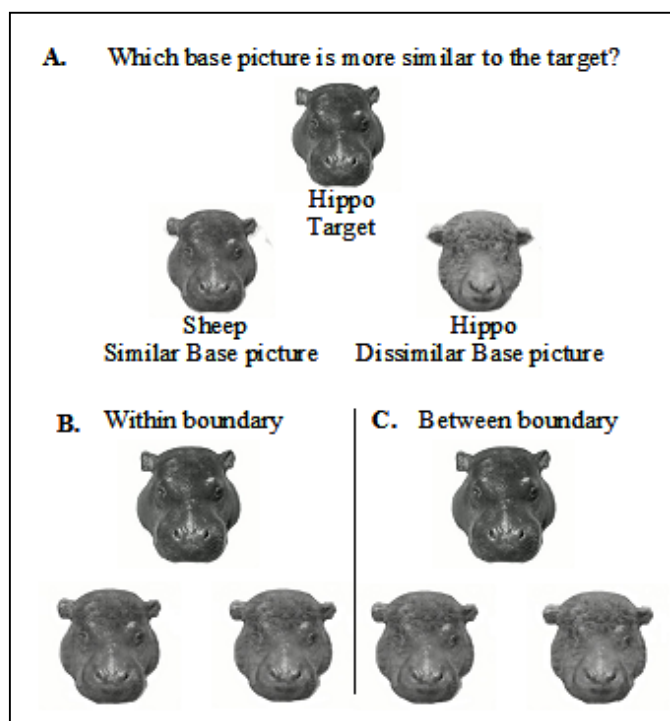 A. Which base picture is more similar to the target?
Hippo
Target
Sheep
Similar Base picture
Hippo
Dissimilar Base picture
B. Within boundary
C. Between boundary